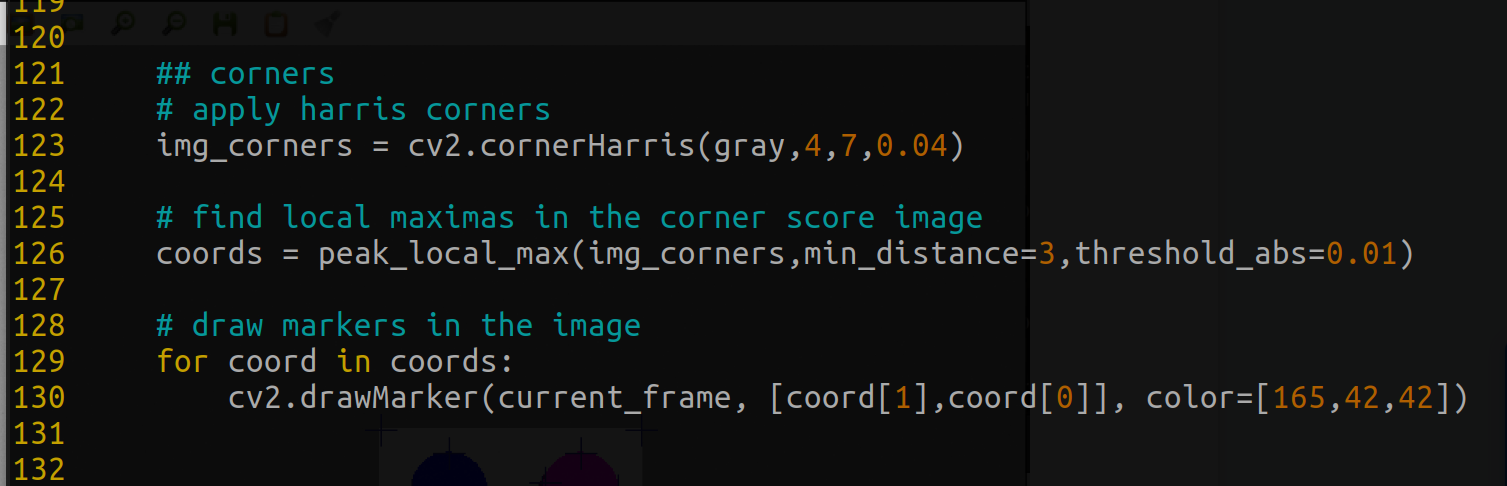 119
120
121     ## corners
122     # apply harris corners
123     img_corners = cv2.cornerHarris(gray,4,7,0.04)
124
125     # find local maximas in the corner score image
126     coords = peak_local_max(img_corners,min_distance=3,threshold_abs=0.01)
127
128     # draw markers in the image
129     for coord in coords:
130         cv2.drawMarker(current_frame, [coord[1],coord[0]], color=[165,42,42])
131
132